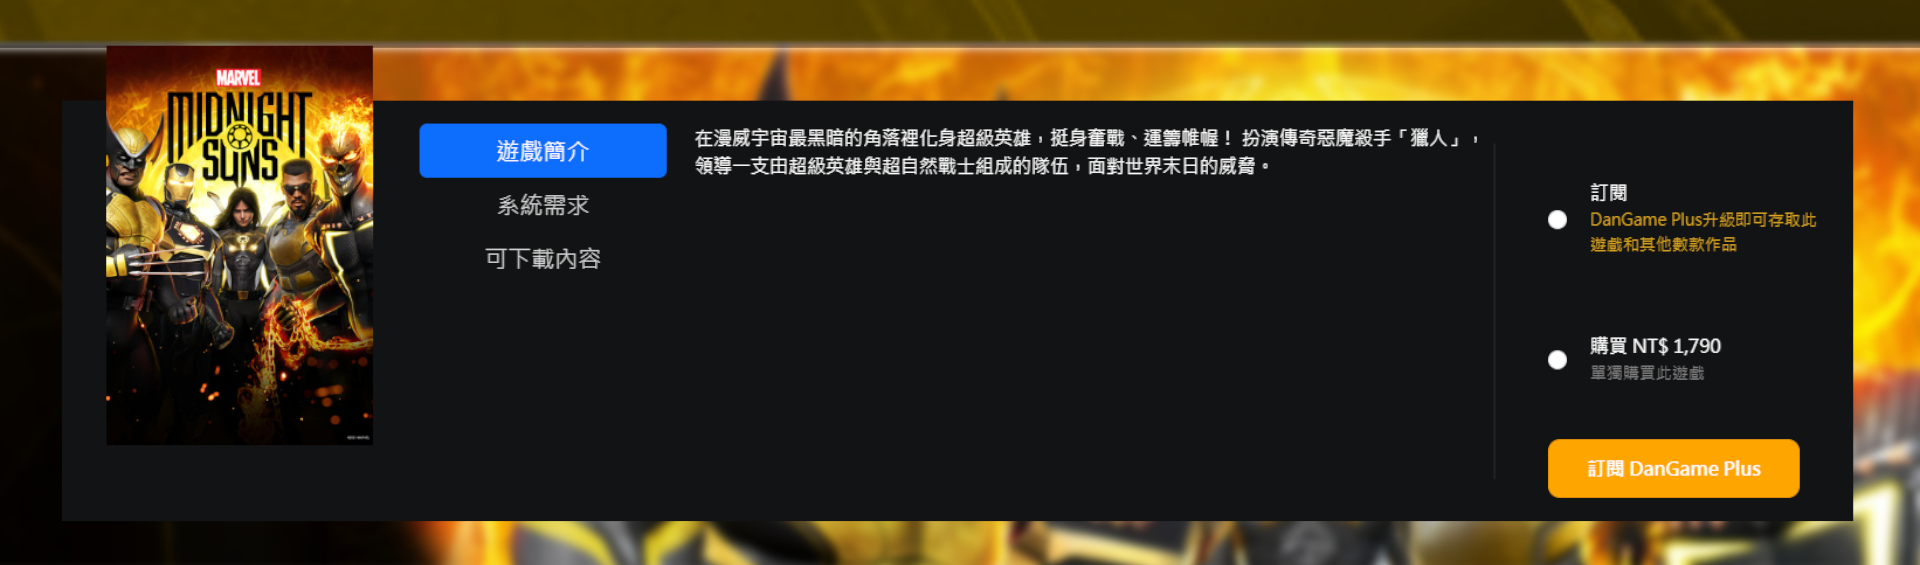 MARVEL
MIDNIGHT
SUNS
遊戲簡介
系統需求
可下載內容
在漫威宇宙最黑暗的角落裡化身超級英雄，挺身奮戰、運籌帷幄！ 扮演傳奇惡魔殺手「獵人」，
領導一支由超級英雄與超自然戰士組成的隊伍，面對世界末日的威脅。
訂閱
DanGame Plus升級即可存取此
遊戲和其他數款作品
購買 NT$ 1,790
單獨購買此遊戲
訂閱 DanGame Plus